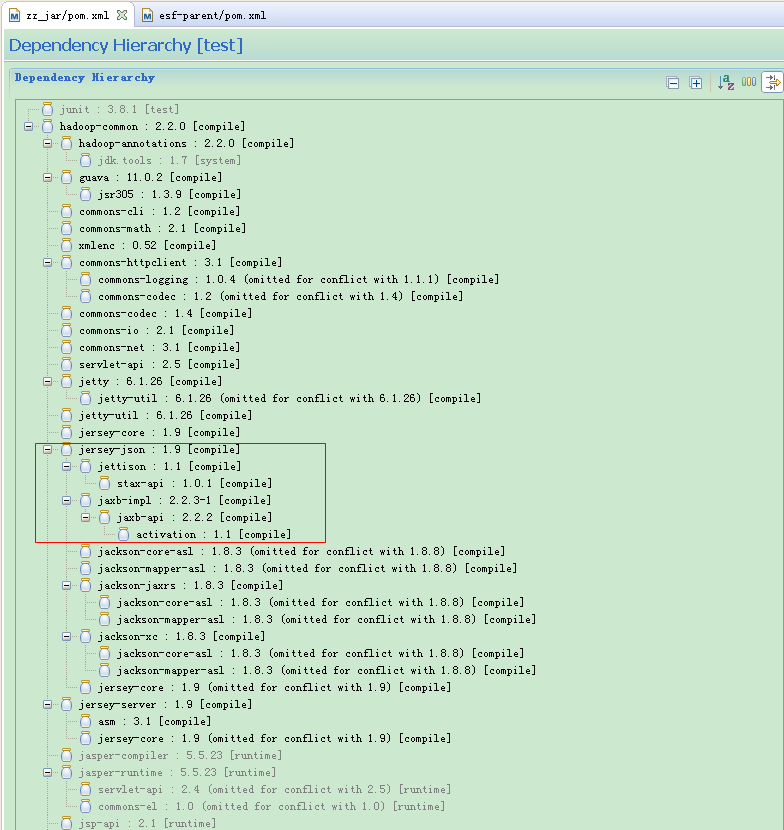 zz_jar/pom.xml esf-parent/pom.xml
Dependency Hierarchy [test]
Dependency Hierarchy
junit : 3.8.1 [test]
hadoop-common : 2.2.0 [compile]
hadoop-annotations : 2.2.0 [compile]
jdk.tools : 1.7 [system]
guava : 11.0.2 [compile]
jsr305 : 1.3.9 [compile]
commons-cli : 1.2 [compile]
commons-math : 2.1 [compile]
xmlenc : 0.52 [compile]
commons-httpclient : 3.1 [compile]
commons-logging : 1.0.4 (omitted for conflict with 1.1.1) [compile]
commons-codec : 1.2 (omitted for conflict with 1.4) [compile]
commons-codec : 1.4 [compile]
commons-io : 2.1 [compile]
commons-net : 3.1 [compile]
servlet-api : 2.5 [compile]
jetty : 6.1.26 [compile]
jetty-util : 6.1.26 (omitted for conflict with 6.1.26) [compile]
jetty-util : 6.1.26 [compile]
jersey-core : 1.9 [compile]
jersey-json : 1.9 [compile]
jettison : 1.1 [compile]
stax-api : 1.0.1 [compile]
jaxb-impl : 2.2.3-1 [compile]
jaxb-api : 2.2.2 [compile]
activation : 1.1 [compile]
jackson-core-asl : 1.8.3 (omitted for conflict with 1.8.8) [compile]
jackson-mapper-asl : 1.8.3 (omitted for conflict with 1.8.8) [compile]
jackson-jaxrs : 1.8.3 [compile]
jackson-core-asl : 1.8.3 (omitted for conflict with 1.8.8) [compile]
jackson-mapper-asl : 1.8.3 (omitted for conflict with 1.8.8) [compile]
jackson-xc : 1.8.3 [compile]
jackson-core-asl : 1.8.3 (omitted for conflict with 1.8.8) [compile]
jackson-mapper-asl : 1.8.3 (omitted for conflict with 1.8.8) [compile]
jersey-core : 1.9 (omitted for conflict with 1.9) [compile]
jersey-server : 1.9 [compile]
asm : 3.1 [compile]
jersey-core : 1.9 (omitted for conflict with 1.9) [compile]
jasper-compiler : 5.5.23 [runtime]
jasper-runtime : 5.5.23 [runtime]
servlet-api : 2.4 (omitted for conflict with 2.5) [runtime]
commons-el : 1.0 (omitted for conflict with 1.0) [runtime]
jsp-api : 2.1 [runtime]